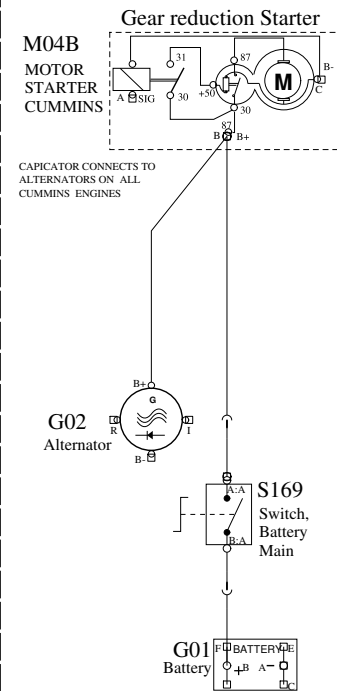 Gear reduction Starter
M04B
MOTOR
STARTER
CUMMINS
31
87
B-
M
A
SIG
30
+50
C
30
87
B
B+
CAPICATOR CONNECTS TO
ALTERNATORS ON ALL
CUMMINS ENGINES
B+
G
G02
Alternator
R
I
B-
A:A
S169
Switch,
Battery
Main
B:A
G01
Battery
F
BATTERY
E
+B
A-
C